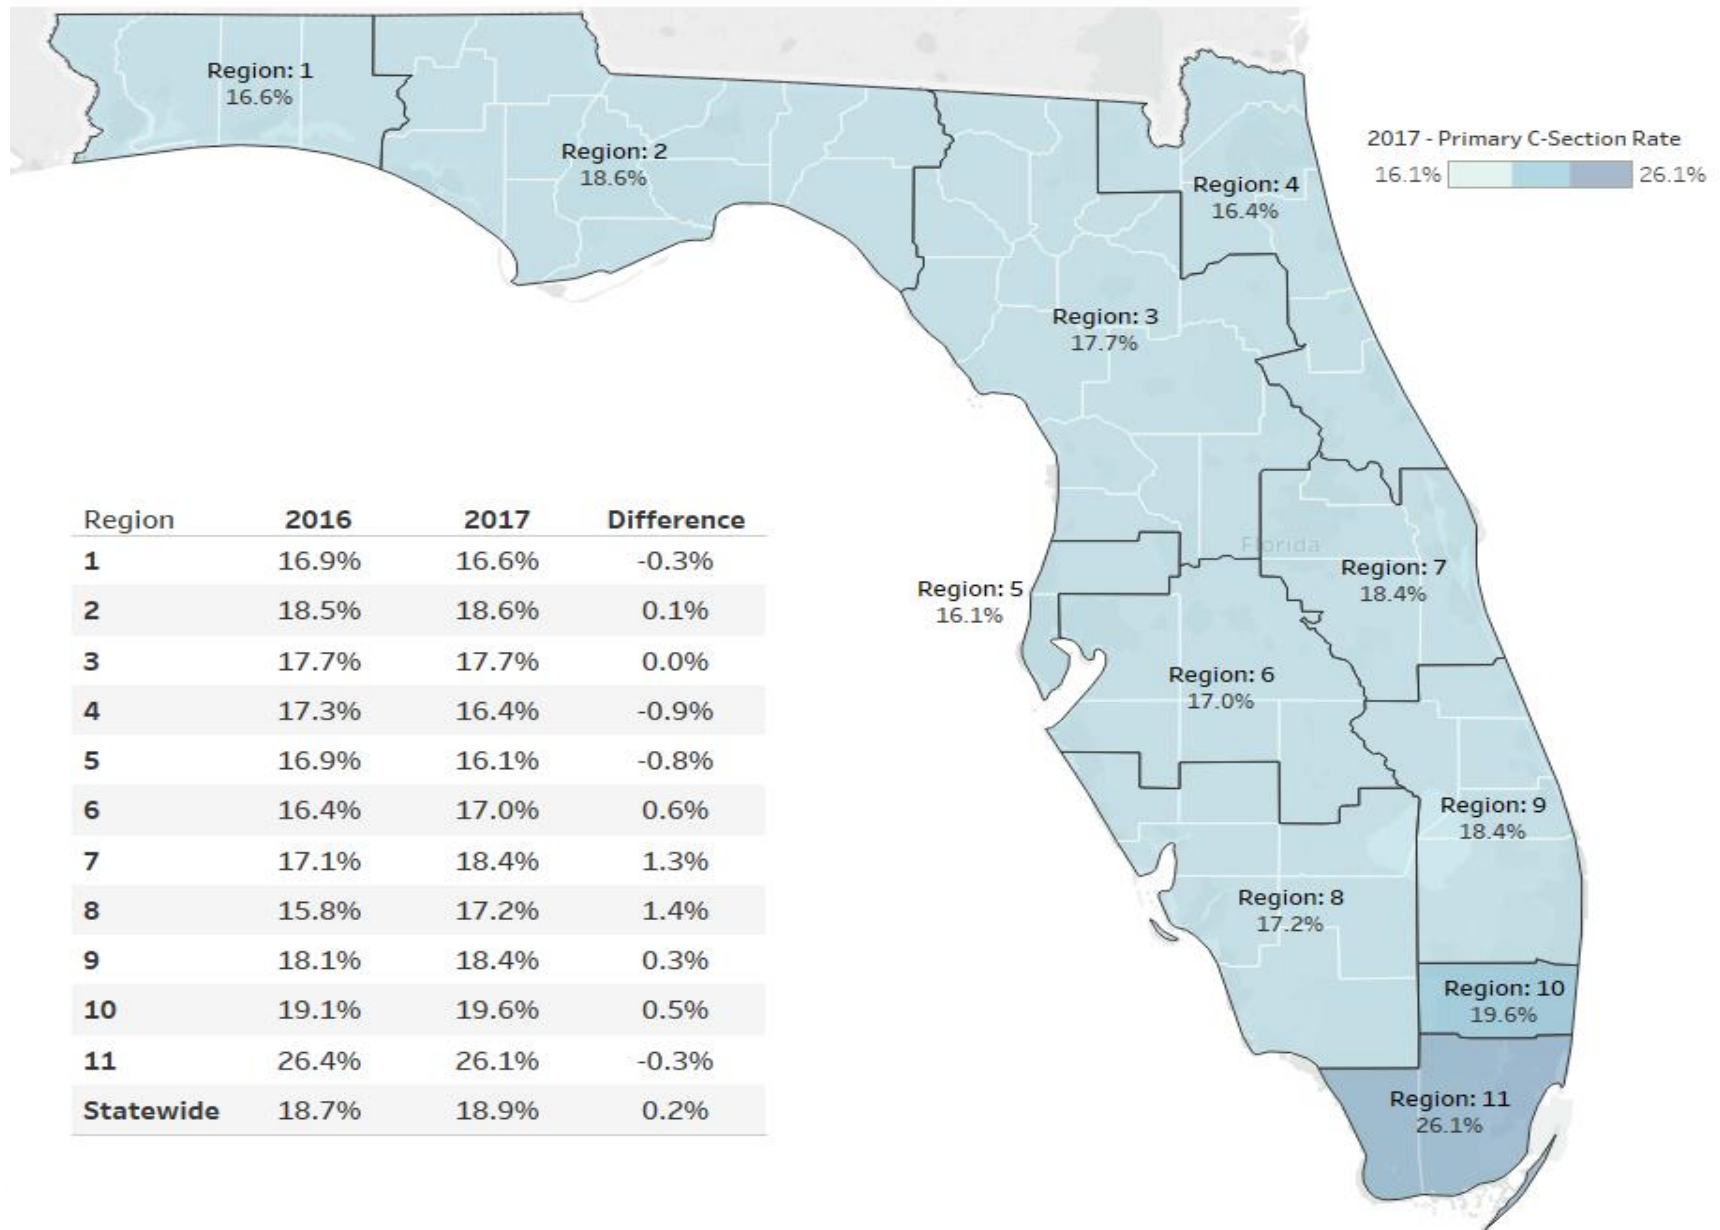 Region: 1
16.6%
Region: 2
18.6%
2017 - Primary C-Section Rate
16.1% 26.1%
Region: 4
16.4%
Region: 3
17.7%
Region 2016 2017 Difference
1 16.9% 16.6% -0.3%
2 18.5% 18.6% 0.1%
3 17.7% 17.7% 0.0%
4 17.3% 16.4% -0.9%
5 16.9% 16.1% -0.8%
6 16.4% 17.0% 0.6%
7 17.1% 18.4% 1.3%
8 15.8% 17.2% 1.4%
9 18.1% 18.4% 0.3%
10 19.1% 19.6% 0.5%
11 26.4% 26.1% -0.3%
Statewide 18.7% 18.9% 0.2%
Florida
Region: 7
18.4%
Region: 5
16.1%
Region: 6
17.0%
Region: 9
18.4%
Region: 8
17.2%
Region: 10
19.6%
Region: 11
26.1%